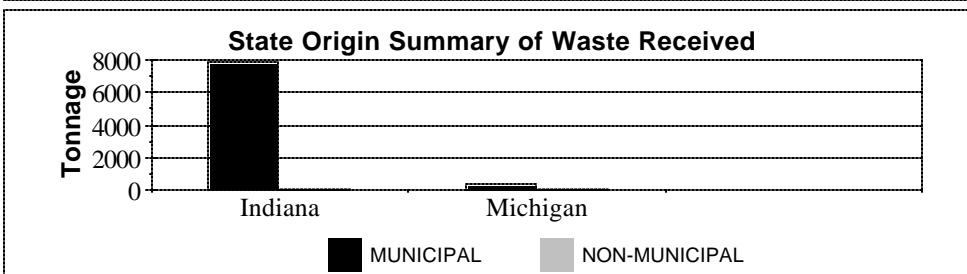 State Origin Summary of Waste Received
Tonnage
8000
6000
4000
2000
0
Indiana Michigan
MUNICIPAL NON-MUNICIPAL